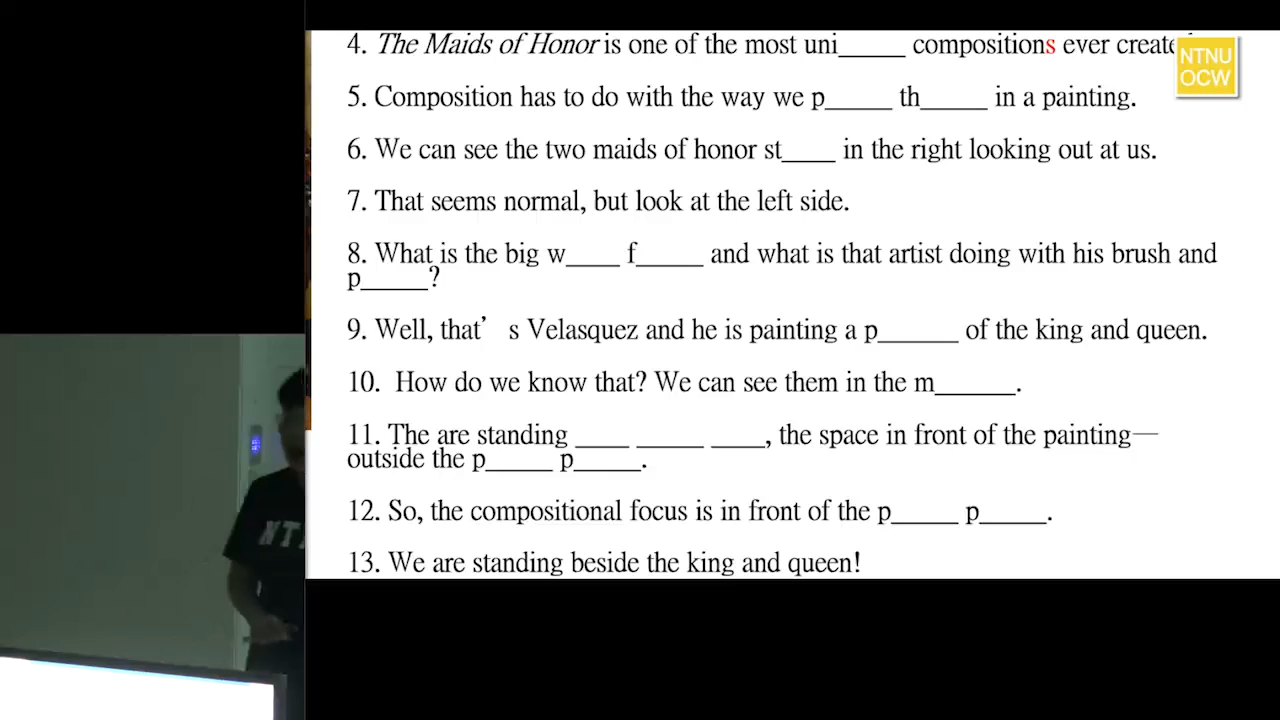 4. The Maids of Honor is one of the most uni_____ compositions ever
NTNU
OCW
5. Composition has to do with the way we p_____ th_____ in a painting.
6. We can see the two maids of honor st____ in the right looking out at us.
7. That seems normal, but look at the left side.
8. What is the big w____ f_____ and what is that artist doing with his brush and
p_____?
9. Well, that’ s Velasquez and he is painting a p______ of the king and queen.
10. How do we know that? We can see them in the m______.
11. The are standing ____ _____ ____, the space in front of the painting—
outside the p_____ p_____.
12. So, the compositional focus is in front of the p_____ p_____.
13. We are standing beside the king and queen!